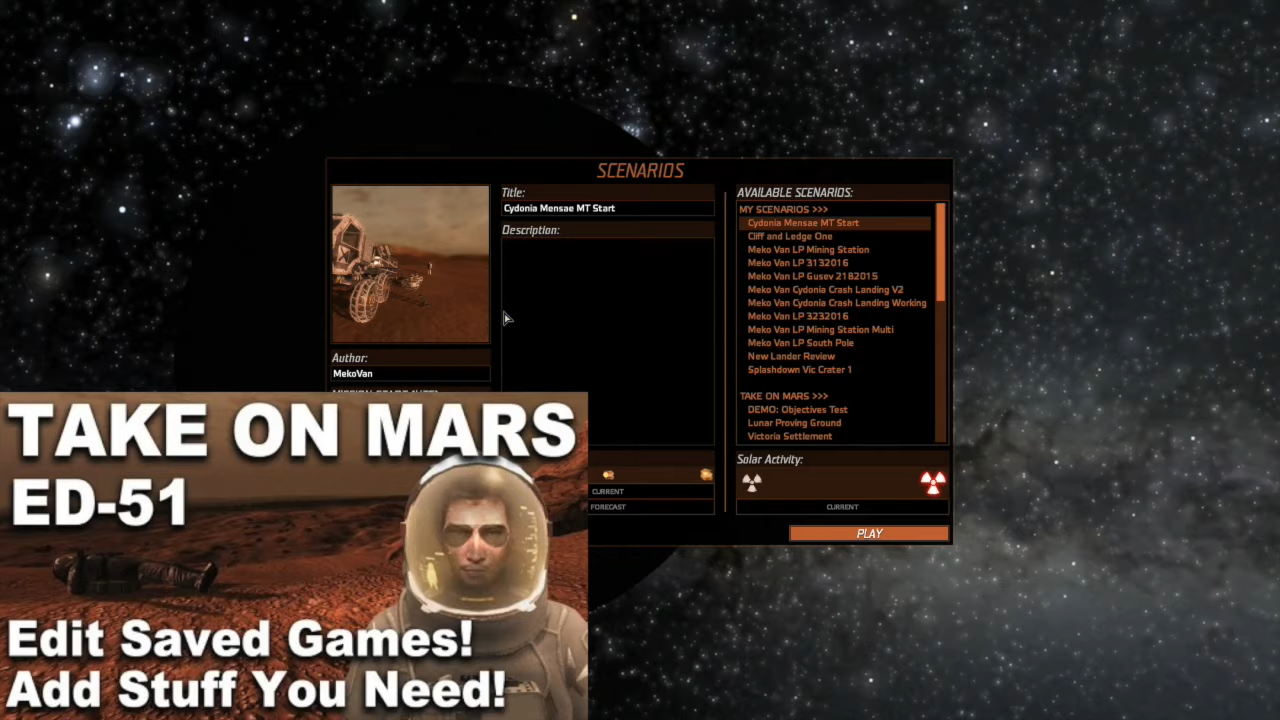 SCENARIOS
Title:
Cydonia Mensae MT Start
Description:
Author:
MekoVan
AVAILABLE SCENARIOS:
MY SCENARIOS >>>
Cydonia Mensae MT Start
Cliff and Ledge One
Meko Van LP Mining Station
Meko Van LP 3132016
Meko Van LP Gusev 2182015
Meko Van Cydonia Crash Landing V2
Meko Van Cydonia Crash Landing Working
Meko Van LP 3232016
Meko Van LP Mining Station Multi
Meko Van LP South Pole
New Lander Review
Splashdown Vic Crater 1
TAKE ON MARS >>>
DEMO: Objectives Test
Lunar Proving Ground
Victoria Settlement
CURRENT
FORECAST
Solar Activity:
CURRENT
PLAY
TAKE ON MARS
ED-51
Edit Saved Games!
Add Stuff You Need!